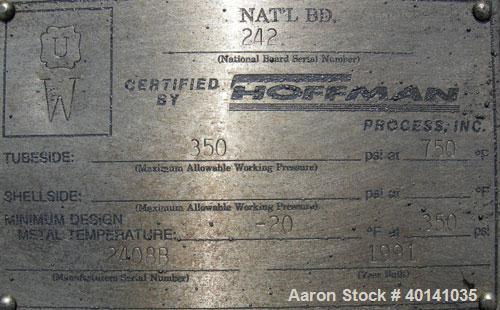 NAT'L BD.
242
(National Board Serial Number)
U
W
CERTIFIED BY HOFFMAN
PROCESS, INC.
TUBESIDE: 350 psi at 750 °F
(Maximum Allowable Working Pressure)
SHELLSIDE: psi at °F
(Maximum Allowable Working Pressure)
MINIMUM DESIGN
METAL TEMPERATURE: -20 °F at 350 psi
2408B 1991
(Manufacturers Serial Number) (Year Built)
Aaron Stock # 40141035